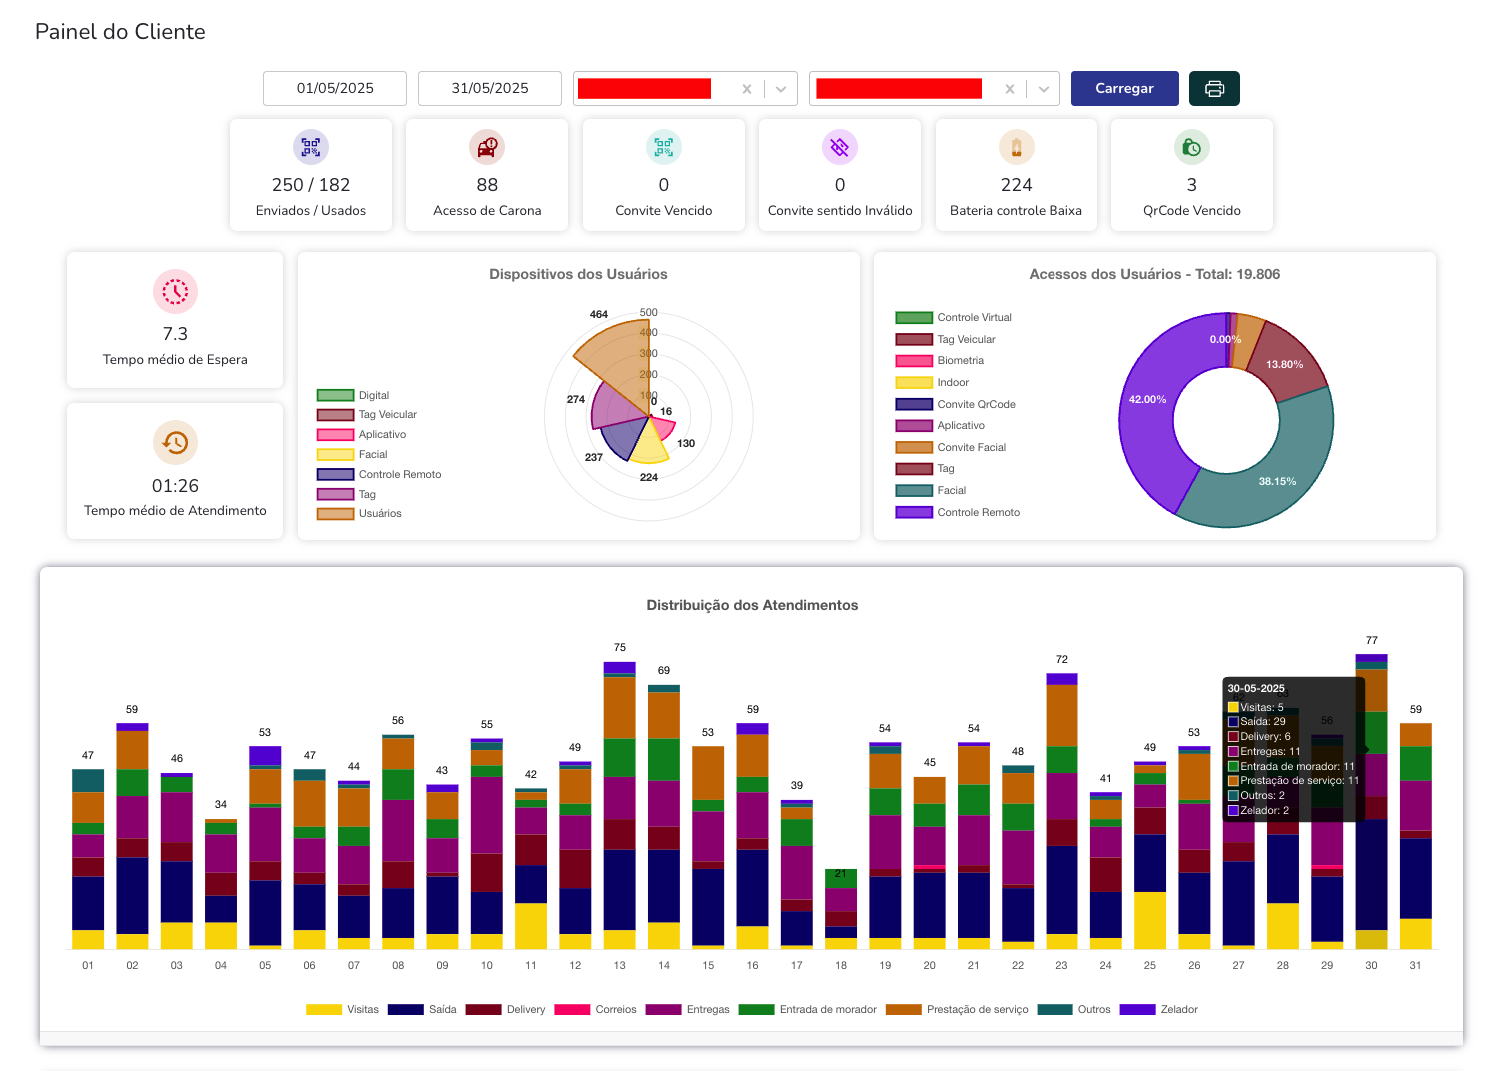 Painel do Cliente
01/05/2025
31/05/2025
Carregar
250 / 182
Enviados / Usados
88
Acesso de Carona
0
Convite Vencido
0
Convite sentido Inválido
224
Bateria controle Baixa
3
QrCode Vencido
7.3
Tempo médio de Espera
01:26
Tempo médio de Atendimento
Dispositivos dos Usuários
Digital
Tag Veicular
Aplicativo
Facial
Controle Remoto
Tag
Usuários
500
400
300
200
100
464
274
237
224
130
16
0
Acessos dos Usuários - Total: 19.806
Controle Virtual
Tag Veicular
Biometria
Indoor
Convite QrCode
Aplicativo
Convite Facial
Tag
Facial
Controle Remoto
0.00%
13.80%
42.00%
38.15%
Distribuição dos Atendimentos
47 59 46 34 53 47 44 56 43 55 42 49 75 69 53 59 39 21 54 45 54 48 72 41 49 53 62 63 56 77 59
30-05-2025
Visitas: 5
Saída: 29
Delivery: 6
Entregas: 11
Entrada de morador: 11
Prestação de serviço: 11
Outros: 2
Zelador: 2
01 02 03 04 05 06 07 08 09 10 11 12 13 14 15 16 17 18 19 20 21 22 23 24 25 26 27 28 29 30 31
Visitas Saída Delivery Correios Entregas Entrada de morador Prestação de serviço Outros Zelador